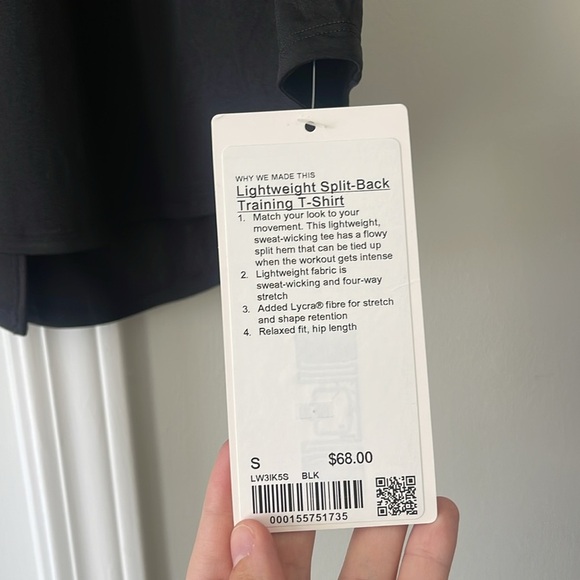 WHY WE MADE THIS
Lightweight Split-Back
Training T-Shirt
1. Match your look to your
movement. This lightweight,
sweat-wicking tee has a flowy
split hem that can be tied up
when the workout gets intense
2. Lightweight fabric is
sweat-wicking and four-way
stretch
3. Added Lycra® fibre for stretch
and shape retention
4. Relaxed fit, hip length
S $68.00
LW3IK5S BLK
000155751735